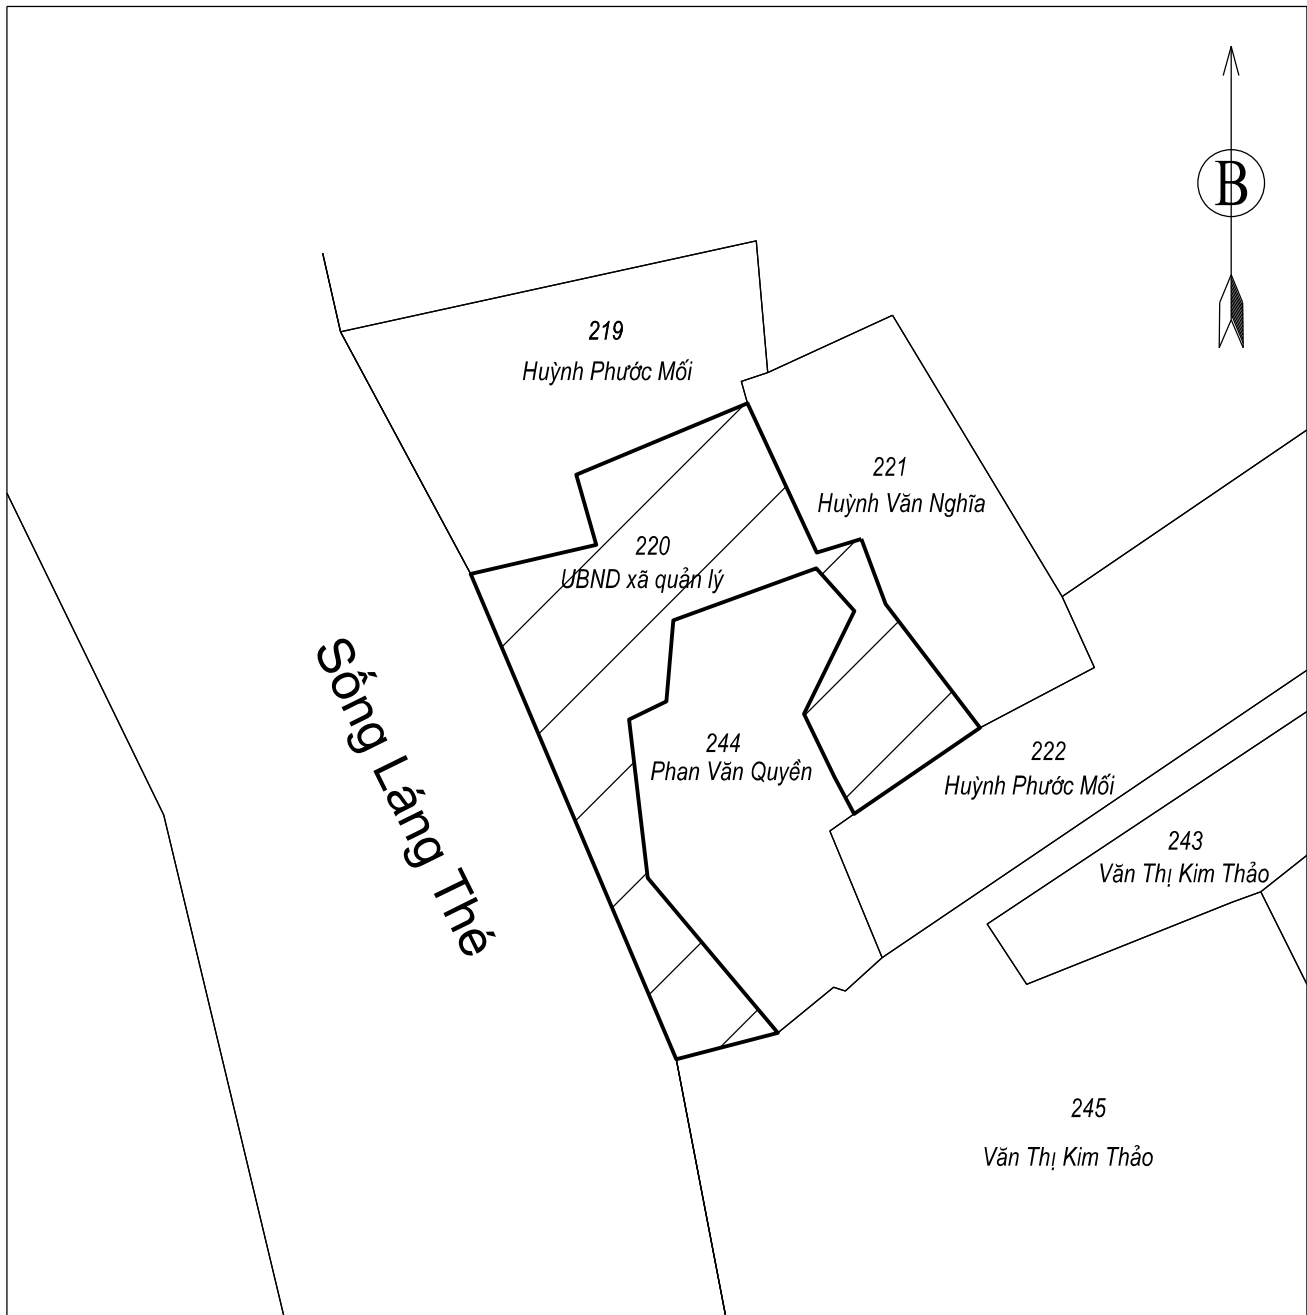 B
219
Huỳnh Phước Mối
221
Huỳnh Văn Nghĩa
220
UBND xã quản lý
Sống Láng Thé
244
Phan Văn Quyền
222
Huỳnh Phước Mối
243
Văn Thị Kim Thảo
245
Văn Thị Kim Thảo